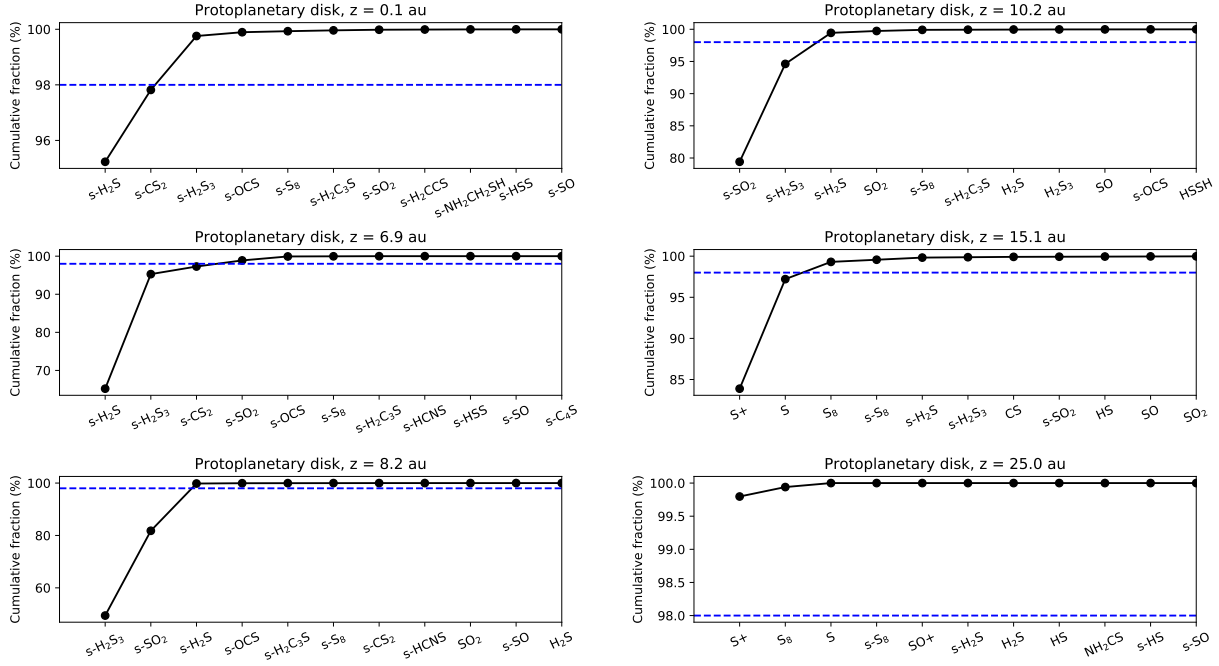 Protoplanetary disk, z = 0.1 au
Cumulative fraction (%)
100
98
96
s-H₂S s-CS₂ s-H₂S₃ s-OCS s-S₈ s-H₂C₃S s-SO₂ s-H₂CCS s-NH₂CH₂SH s-HSS s-SO
Protoplanetary disk, z = 10.2 au
Cumulative fraction (%)
100
95
90
85
80
s-SO₂ s-H₂S₃ s-H₂S SO₂ s-S₈ s-H₂C₃S H₂S H₂S₃ SO s-OCS HSSH
Protoplanetary disk, z = 6.9 au
Cumulative fraction (%)
100
90
80
70
s-H₂S s-H₂S₃ s-CS₂ s-SO₂ s-OCS s-S₈ s-H₂C₃S s-HCNS s-HSS s-SO s-C₄S
Protoplanetary disk, z = 15.1 au
Cumulative fraction (%)
100
95
90
85
S+ S S₈ s-S₈ s-H₂S s-H₂S₃ CS s-SO₂ HS SO SO₂
Protoplanetary disk, z = 8.2 au
Cumulative fraction (%)
100
80
60
s-H₂S₃ s-SO₂ s-H₂S s-OCS s-H₂C₃S s-S₈ s-CS₂ s-HCNS SO₂ s-SO H₂S
Protoplanetary disk, z = 25.0 au
Cumulative fraction (%)
100.0
99.5
99.0
98.5
98.0
S+ S₈ S s-S₈ SO+ s-H₂S H₂S HS NH₂CS s-HS s-SO